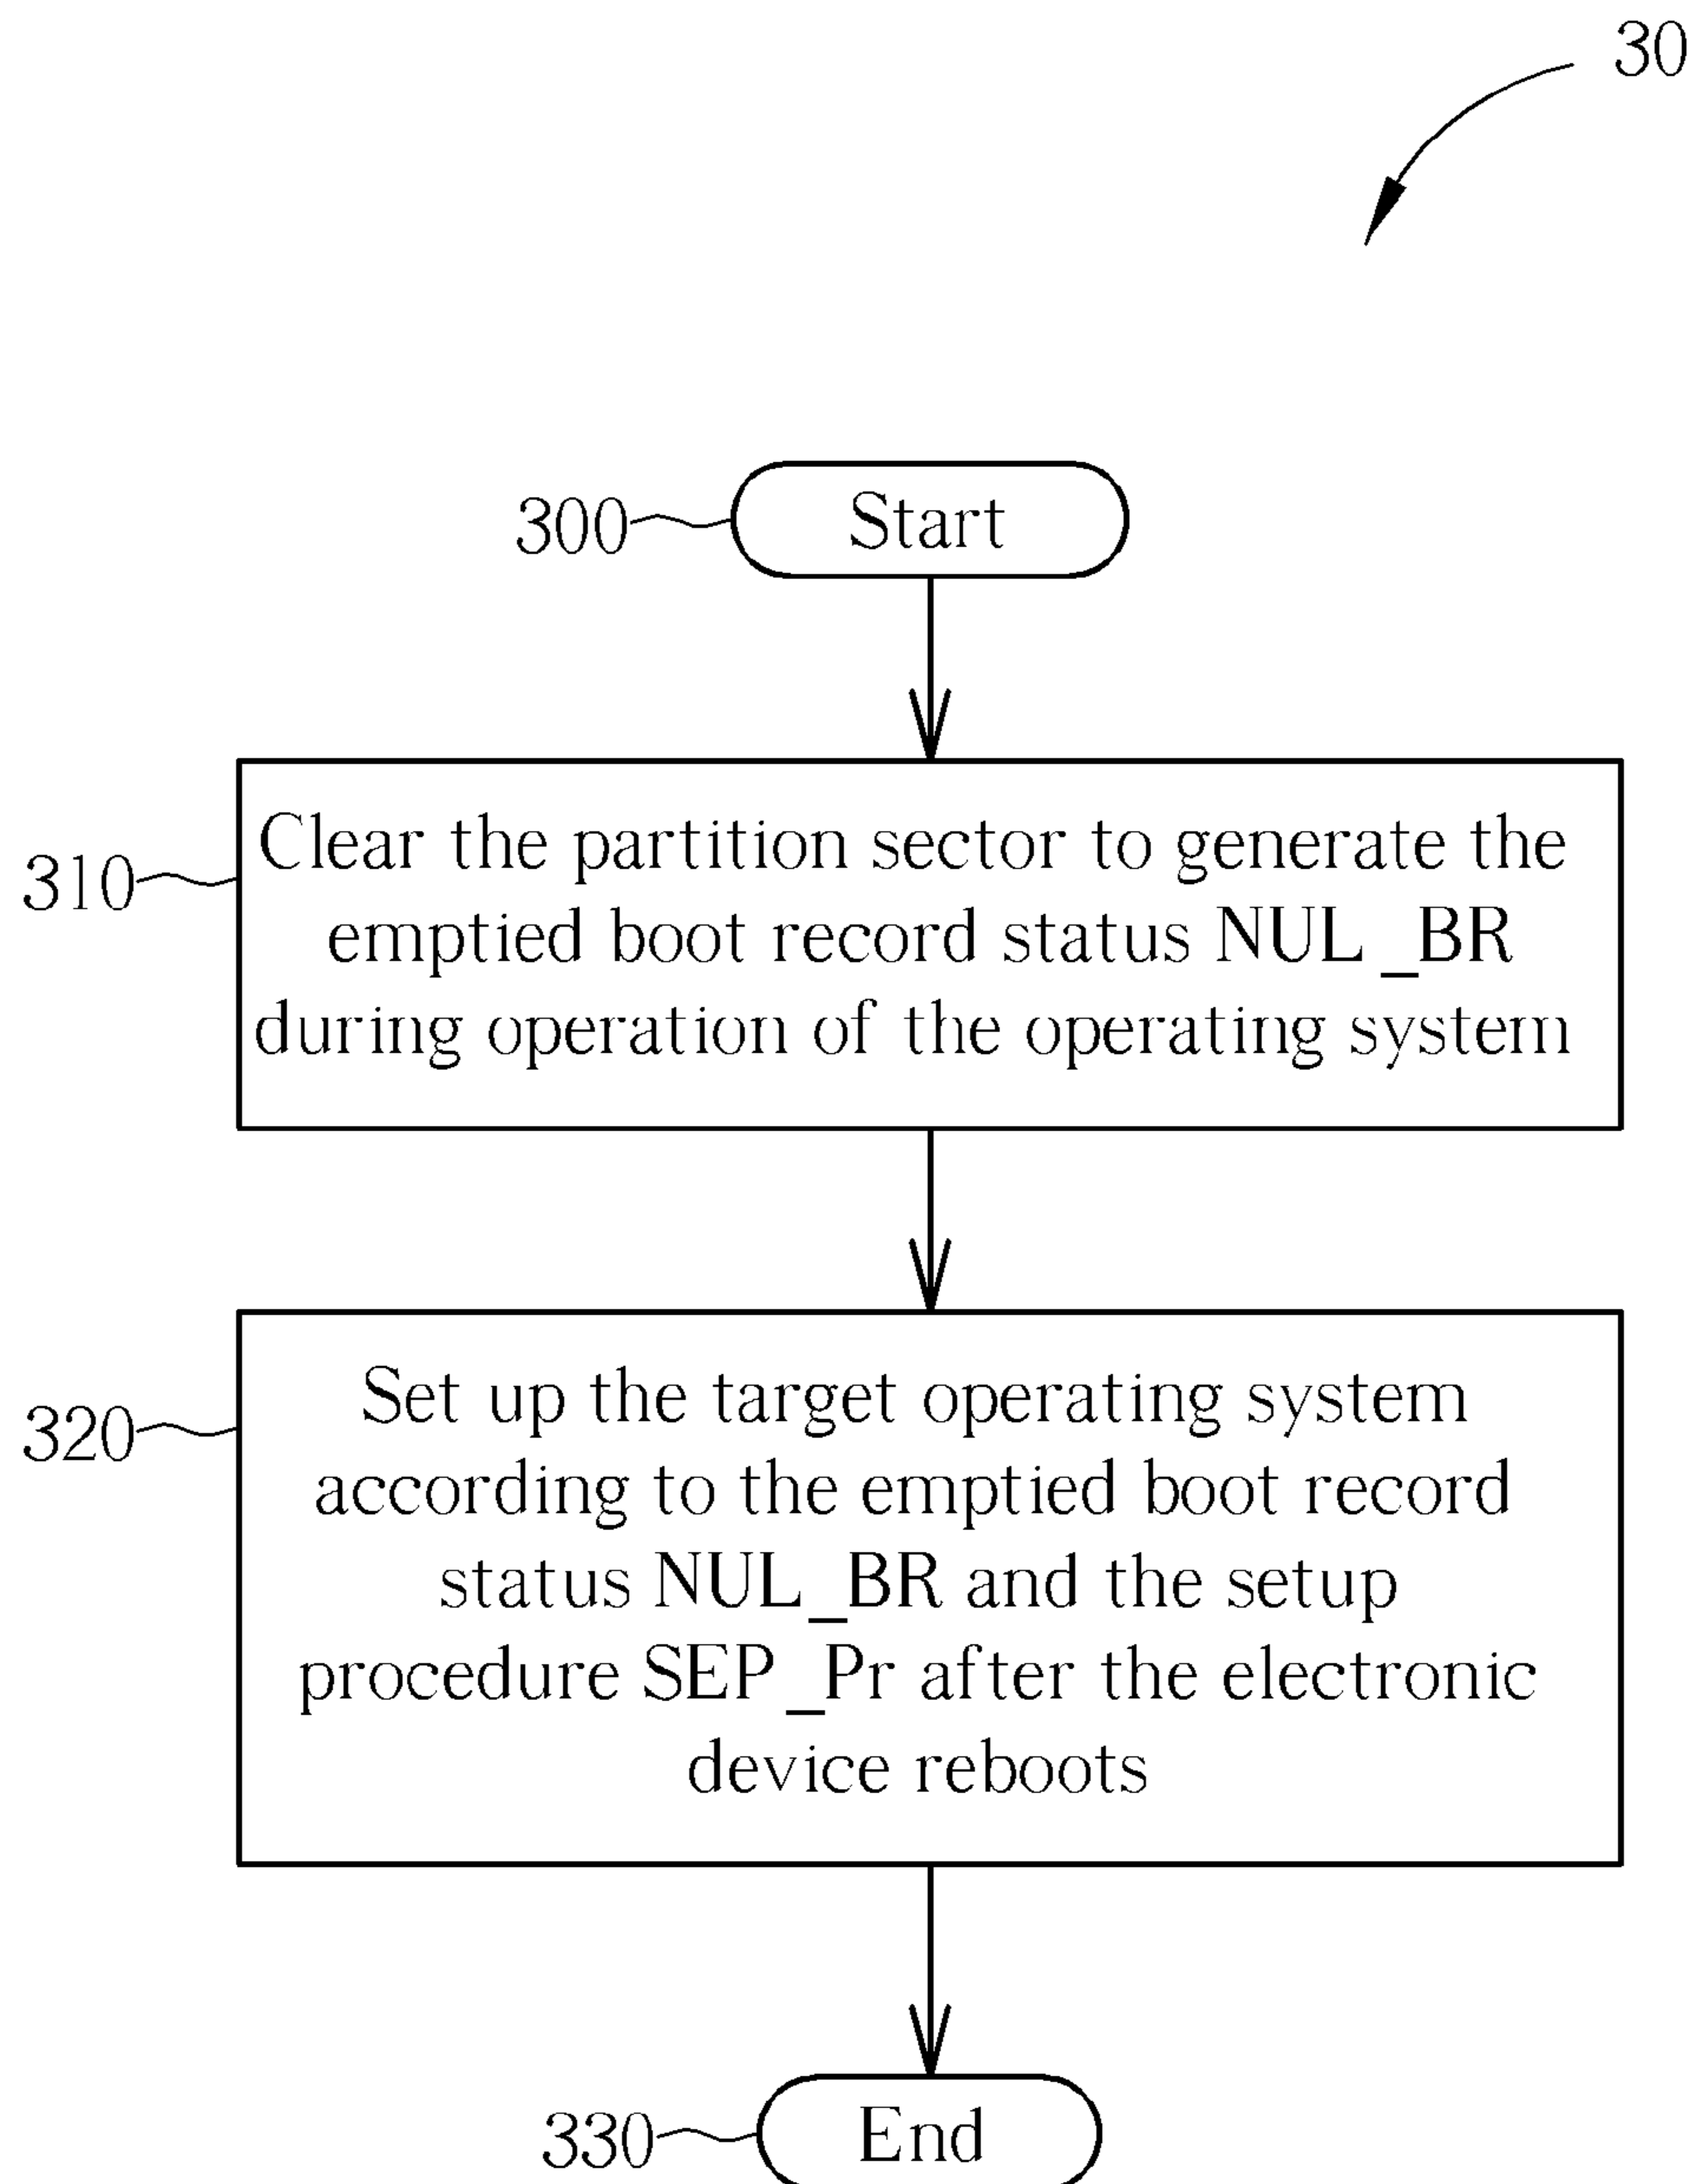 30
300
Start
310
Clear the partition sector to generate the
emptied boot record status NUL_BR
during operation of the operating system
320
Set up the target operating system
according to the emptied boot record
status NUL_BR and the setup
procedure SEP_Pr after the electronic
device reboots
330
End